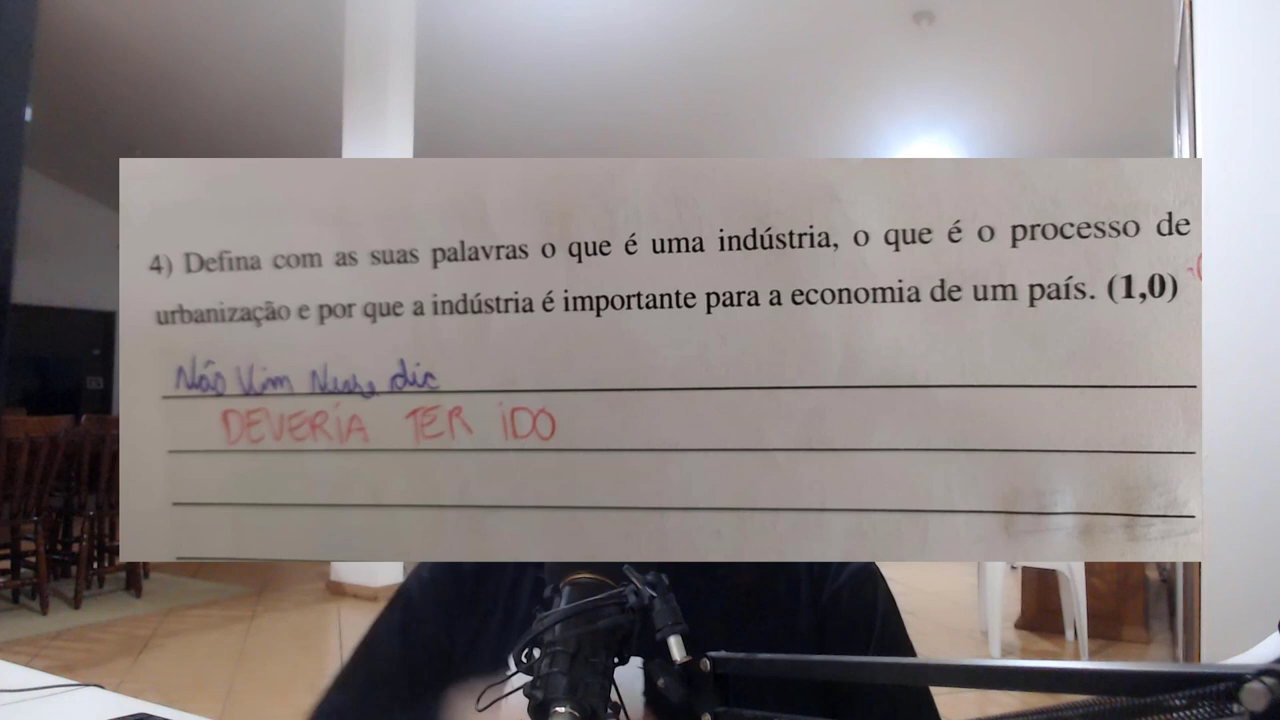 4) Defina com as suas palavras o que é uma indústria, o que é o processo de
urbanização e por que a indústria é importante para a economia de um país. (1,0)
Não Vim Nesse dia
DEVERIA TER IDO